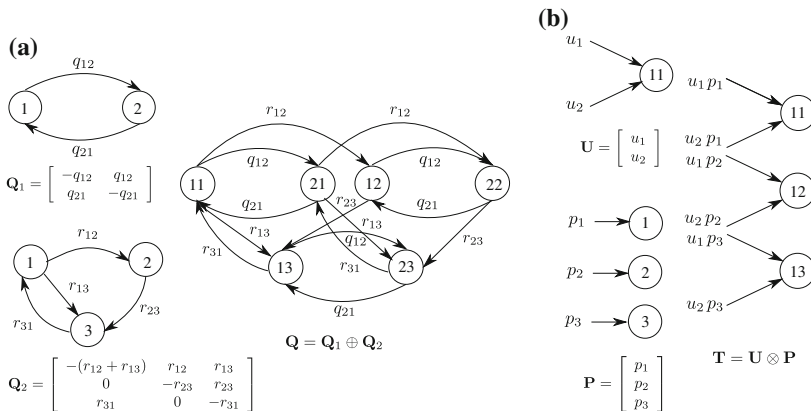 (a)
q12
1
2
q21
Q1 = [ −q12 q12
q21 −q21 ]
r12
1
2
r13
r23
r31
3
Q2 = [ −(r12 + r13) r12 r13
0 −r23 r23
r31 0 −r31 ]
r12
r12
q12
q12
11
21
12
22
q21
r23
q21
r13
r13
r23
q12
r31
r31
13
23
q21
Q = Q1 ⊕ Q2
(b)
u1
11
u2
U = [ u1
u2 ]
p1
1
p2
2
p3
3
P = [ p1
p2
p3 ]
u1 p1
11
u2 p1
u1 p2
12
u2 p2
u1 p3
13
u2 p3
T = U ⊗ P